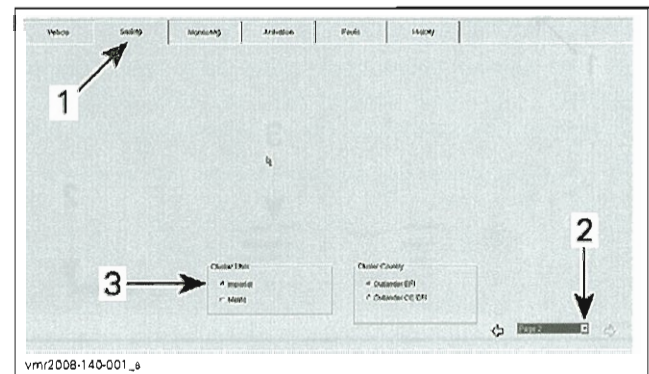 Vehicle Setting Monitoring Activation Faults History
1
2
Cluster Units Cluster Country
3 Imperial Outlander EFI
Metric Outlander CE EFI
Page 2
vmr2008-140-001_a